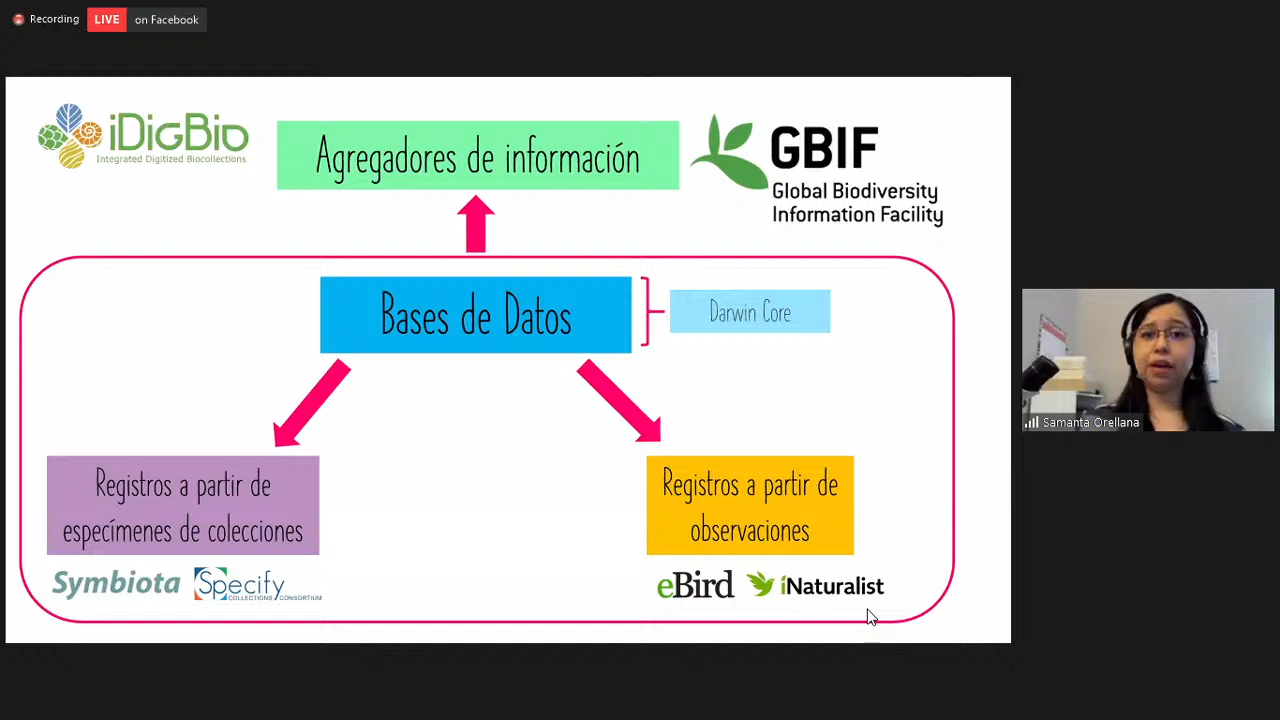 Recording
LIVE
on Facebook
iDigBio
Integrated Digitized Biocollections
Agregadores de información
GBIF
Global Biodiversity
Information Facility
Bases de Datos
Darwin Core
Registros a partir de
especímenes de colecciones
Registros a partir de
observaciones
Symbiota
Specify
COLLECTIONS CONSORTIUM
eBird
iNaturalist
Samanta Orellana